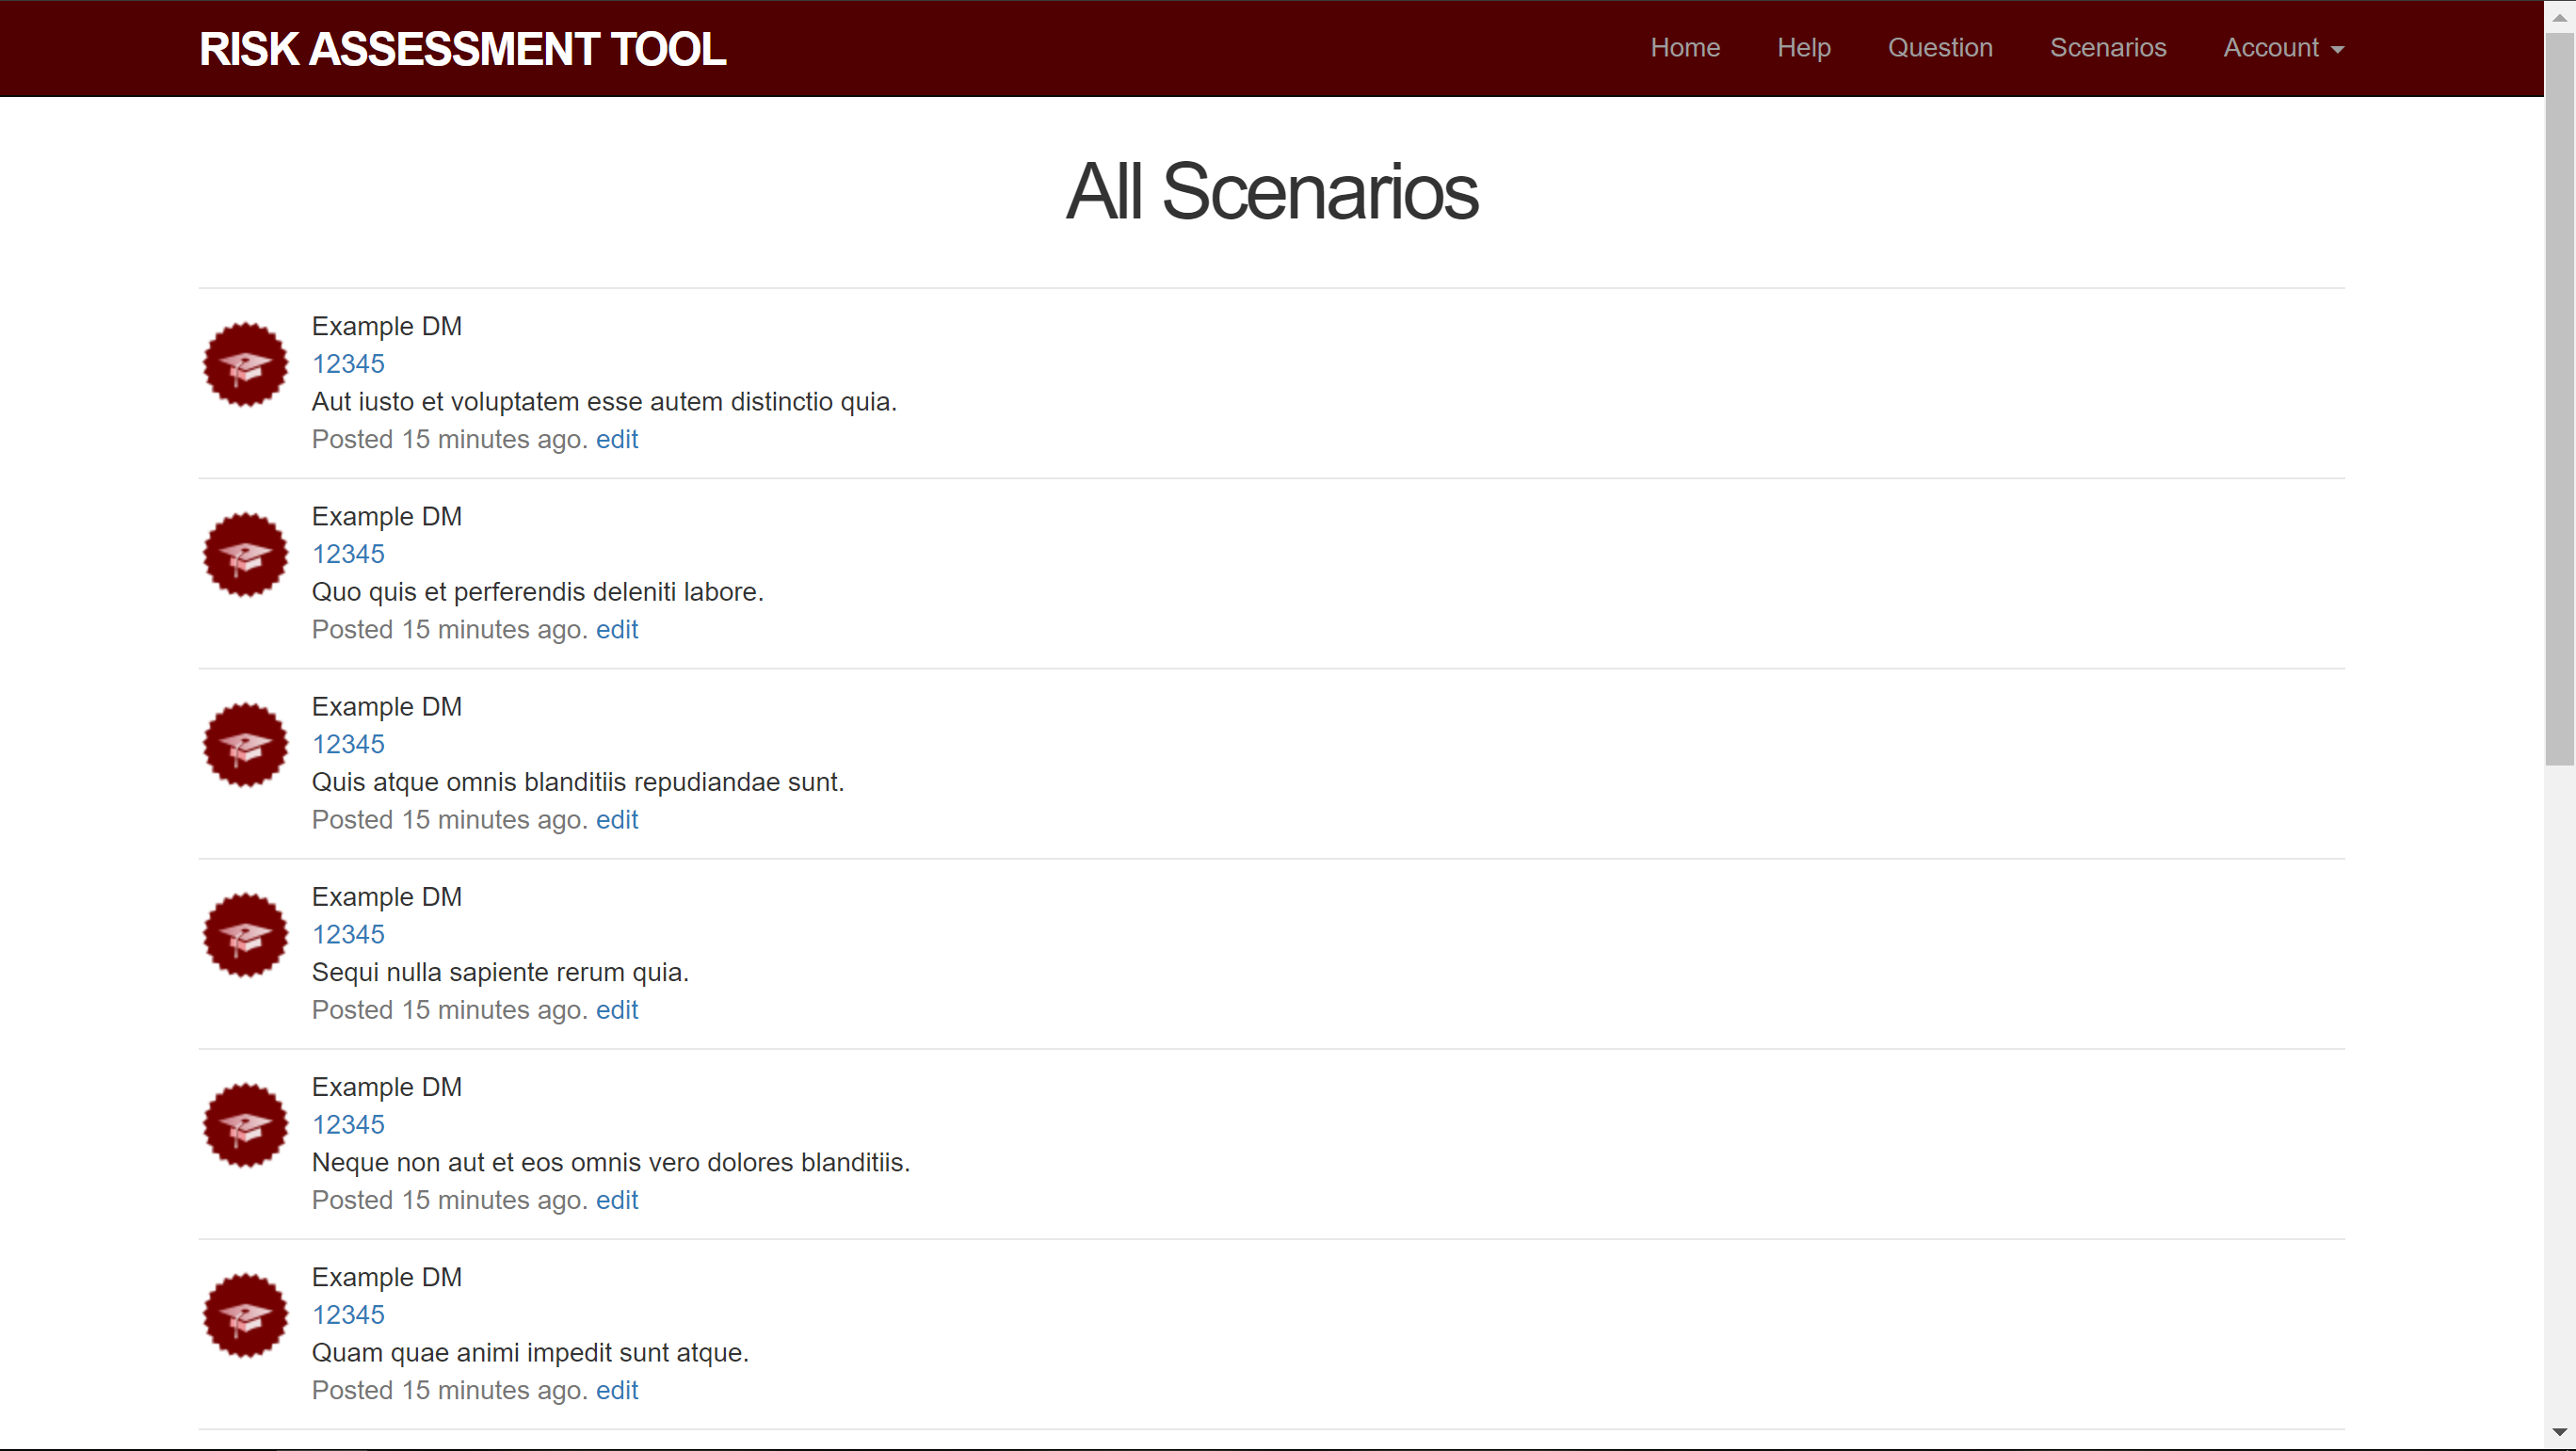 RISK ASSESSMENT TOOL
Home Help Question Scenarios Account
All Scenarios
Example DM
12345
Aut iusto et voluptatem esse autem distinctio quia.
Posted 15 minutes ago. edit
Example DM
12345
Quo quis et perferendis deleniti labore.
Posted 15 minutes ago. edit
Example DM
12345
Quis atque omnis blanditiis repudiandae sunt.
Posted 15 minutes ago. edit
Example DM
12345
Sequi nulla sapiente rerum quia.
Posted 15 minutes ago. edit
Example DM
12345
Neque non aut et eos omnis vero dolores blanditiis.
Posted 15 minutes ago. edit
Example DM
12345
Quam quae animi impedit sunt atque.
Posted 15 minutes ago. edit